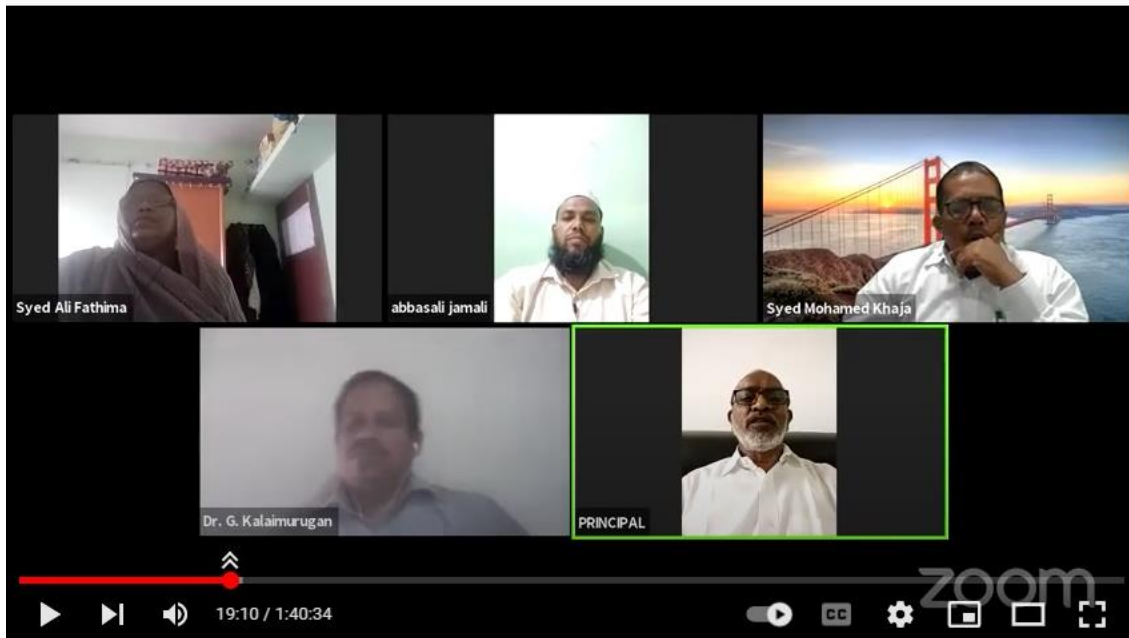 Syed Ali Fathima
abbasali jamali
Syed Mohamed Khaja
Dr. G. Kalaimurugan
PRINCIPAL
zoom
19:10 / 1:40:34
CC